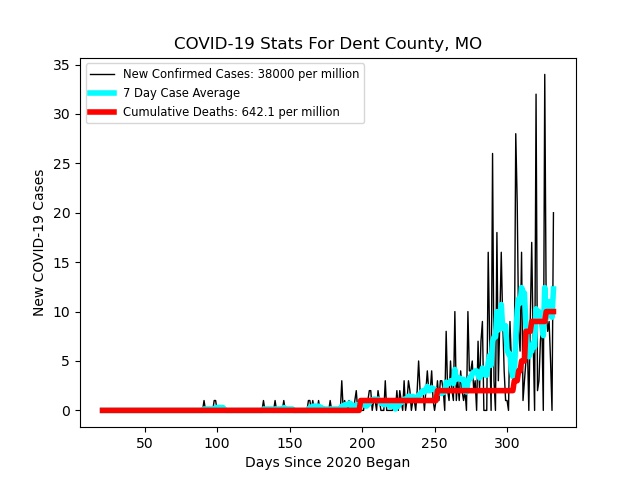 COVID-19 Stats For Dent County, MO
New Confirmed Cases: 38000 per million
7 Day Case Average
Cumulative Deaths: 642.1 per million
New COVID-19 Cases
35
30
25
20
15
10
5
0
50 100 150 200 250 300
Days Since 2020 Began